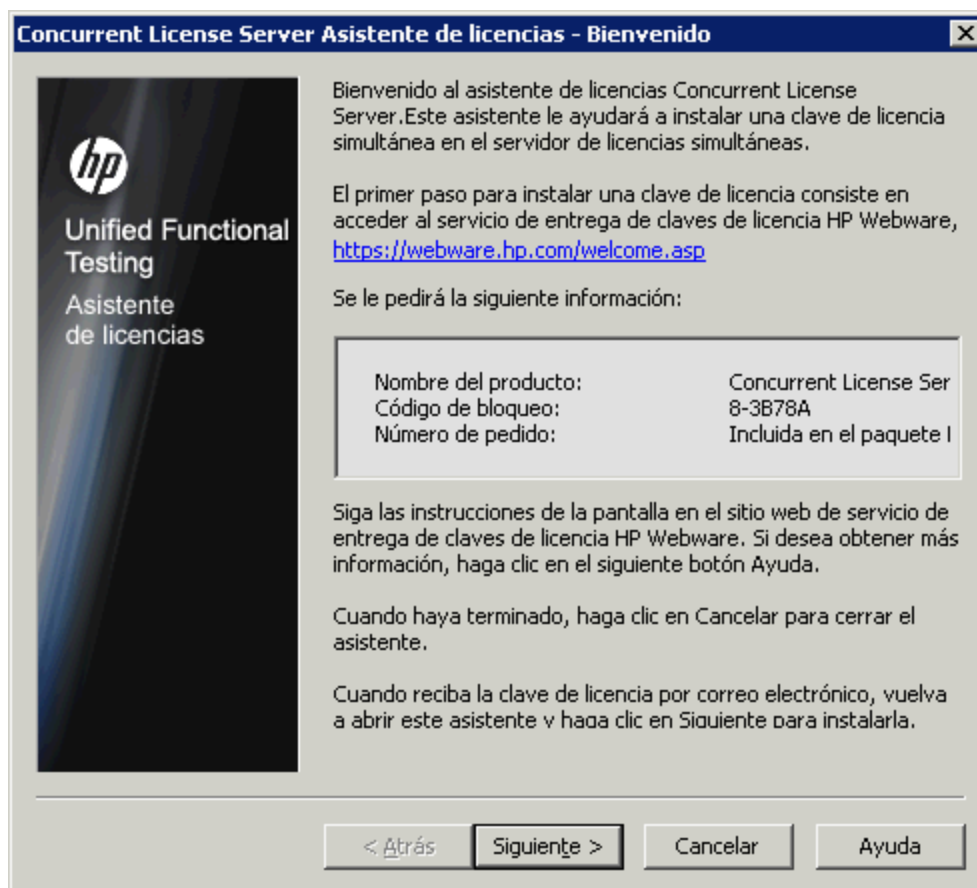 Concurrent License Server Asistente de licencias - Bienvenido
hp
Unified Functional
Testing
Asistente
de licencias
Bienvenido al asistente de licencias Concurrent License
Server.Este asistente le ayudará a instalar una clave de licencia
simultánea en el servidor de licencias simultáneas.
El primer paso para instalar una clave de licencia consiste en
acceder al servicio de entrega de claves de licencia HP Webware,
https://webware.hp.com/welcome.asp
Se le pedirá la siguiente información:
Nombre del producto: Concurrent License Ser
Código de bloqueo: 8-3B78A
Número de pedido: Incluida en el paquete
Siga las instrucciones de la pantalla en el sitio web de servicio de
entrega de claves de licencia HP Webware. Si desea obtener más
información, haga clic en el siguiente botón Ayuda.
Cuando haya terminado, haga clic en Cancelar para cerrar el
asistente.
Cuando reciba la clave de licencia por correo electrónico, vuelva
a abrir este asistente y haga clic en Siguiente para instalarla.
< Atrás
Siguiente >
Cancelar
Ayuda